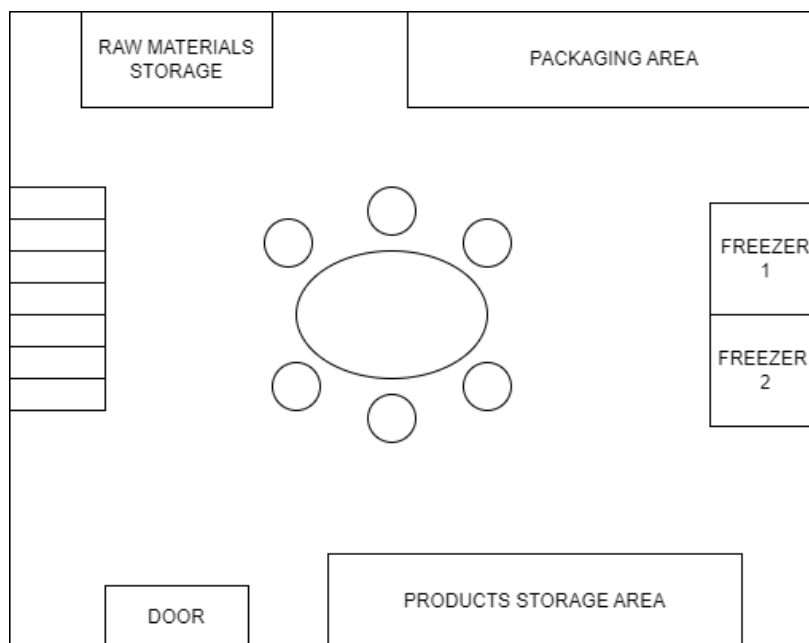 RAW MATERIALS
STORAGE
PACKAGING AREA
FREEZER
1
FREEZER
2
DOOR
PRODUCTS STORAGE AREA